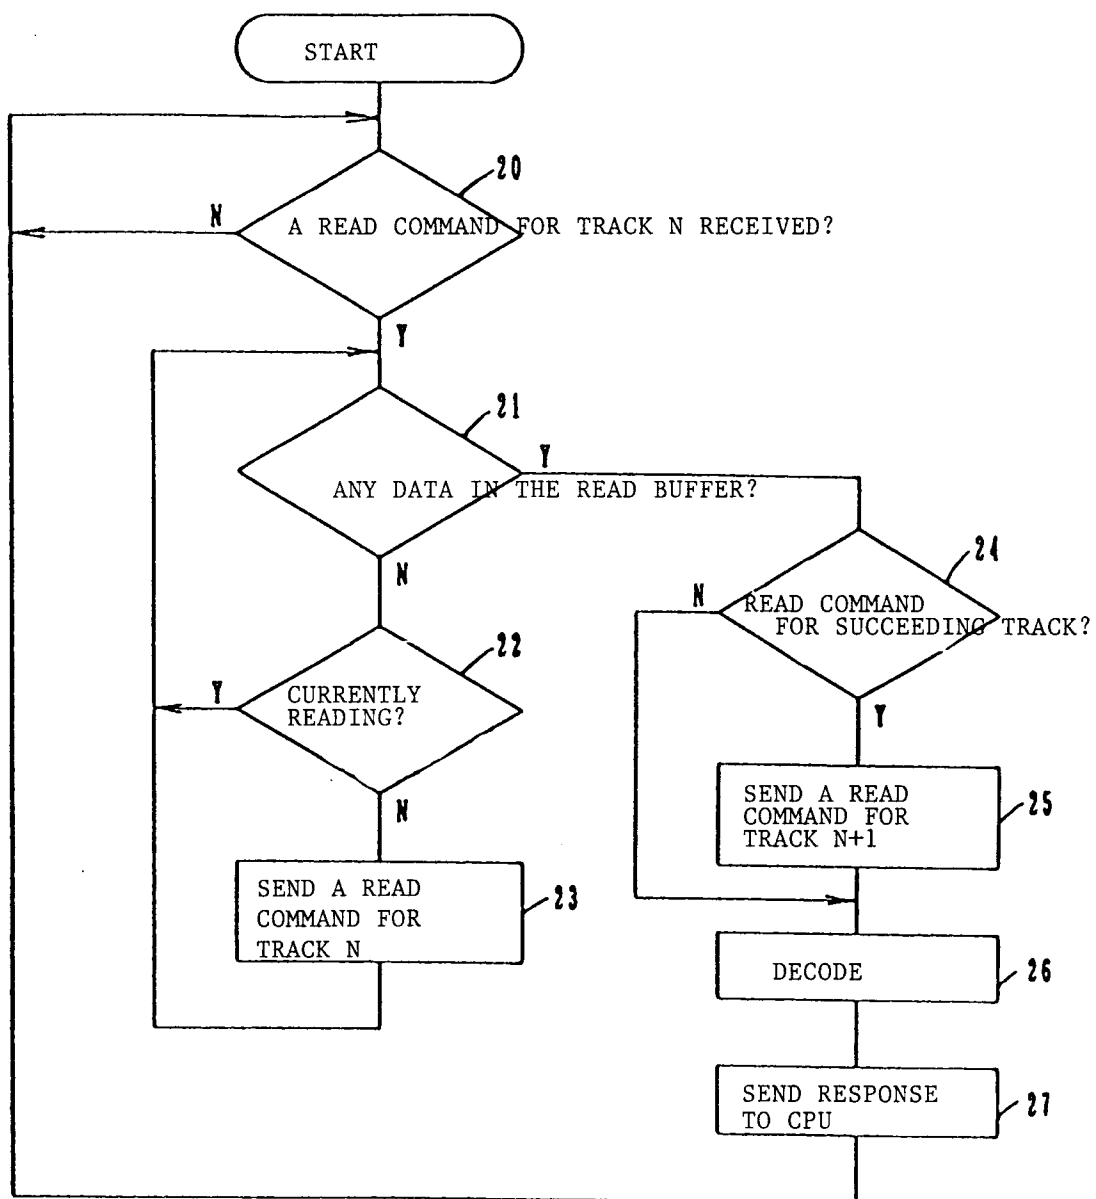 START
20
N
A READ COMMAND FOR TRACK N RECEIVED?
Y
21
Y
ANY DATA IN THE READ BUFFER?
N
24
N
READ COMMAND
FOR SUCCEEDING TRACK?
Y
22
Y
CURRENTLY
READING?
N
SEND A READ
COMMAND FOR
TRACK N+1
25
SEND A READ
COMMAND FOR
TRACK N
23
DECODE
26
SEND RESPONSE
TO CPU
27